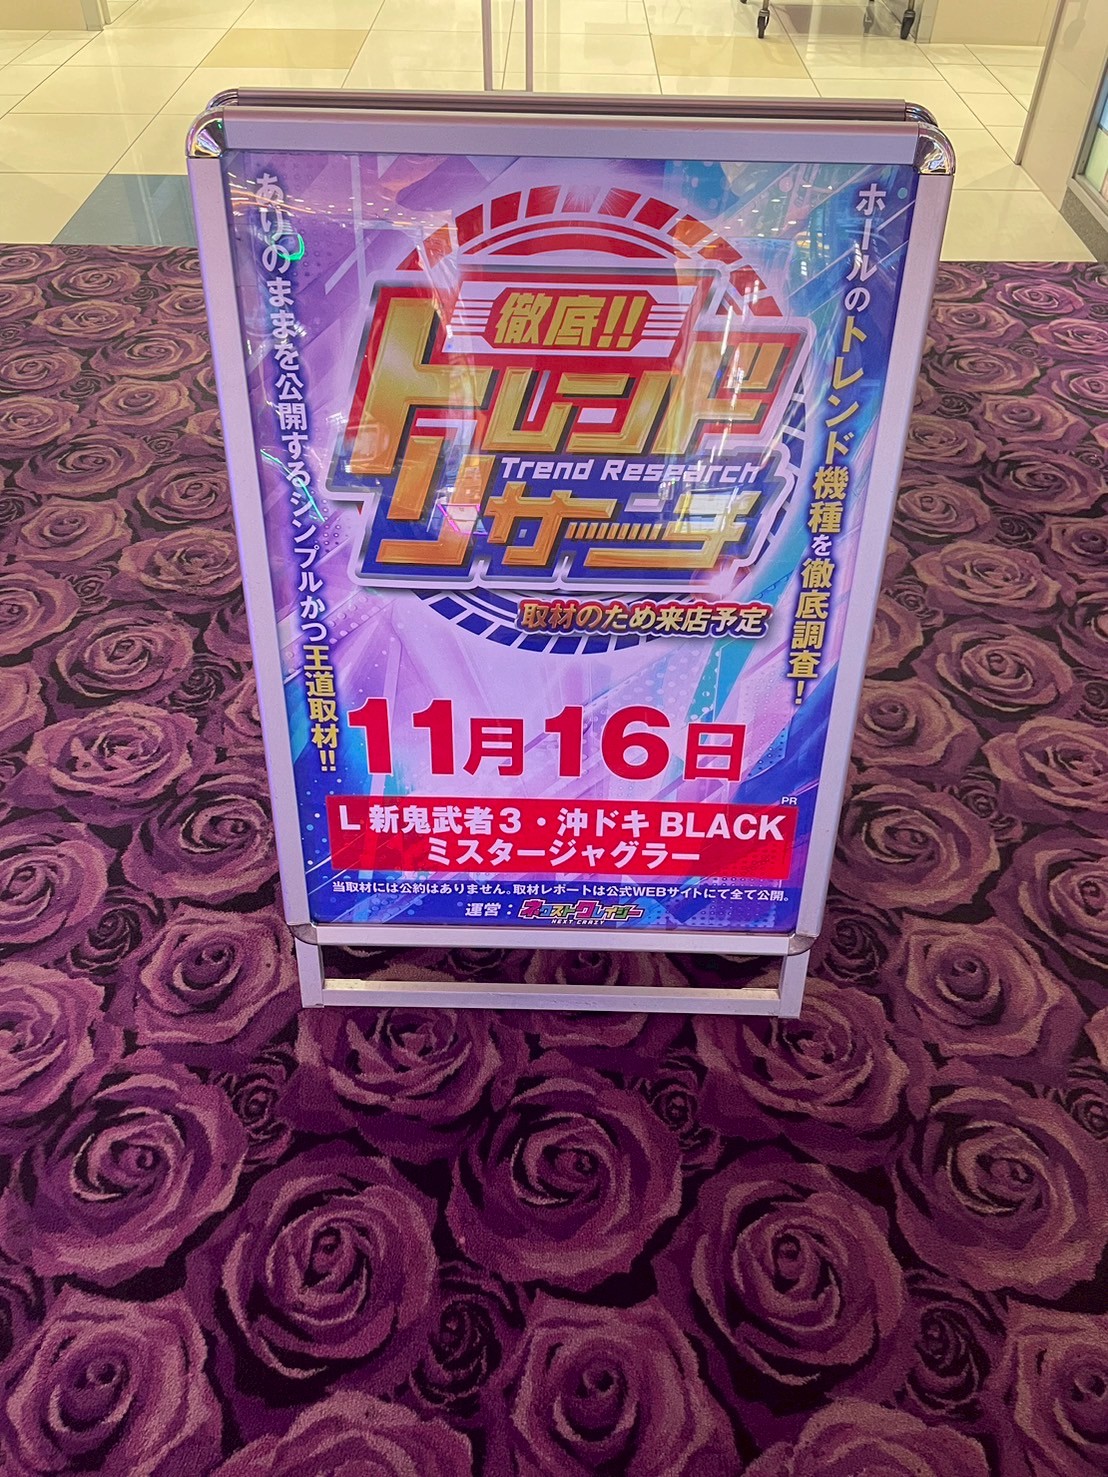 ホールのトレンド機種を徹底調査！
ありのままを公開するシンプルかつ王道取材!!
徹底!!
トレンド
Trend Research
リサーチ
取材のため来店予定
11月16日
PR
L 新鬼武者３・沖ドキ BLACK
ミスタージャグラー
当取材には公約はありません。取材レポートは公式WEBサイトにて全て公開。
運営：ネクストクレイジー
NEXT CRAZY